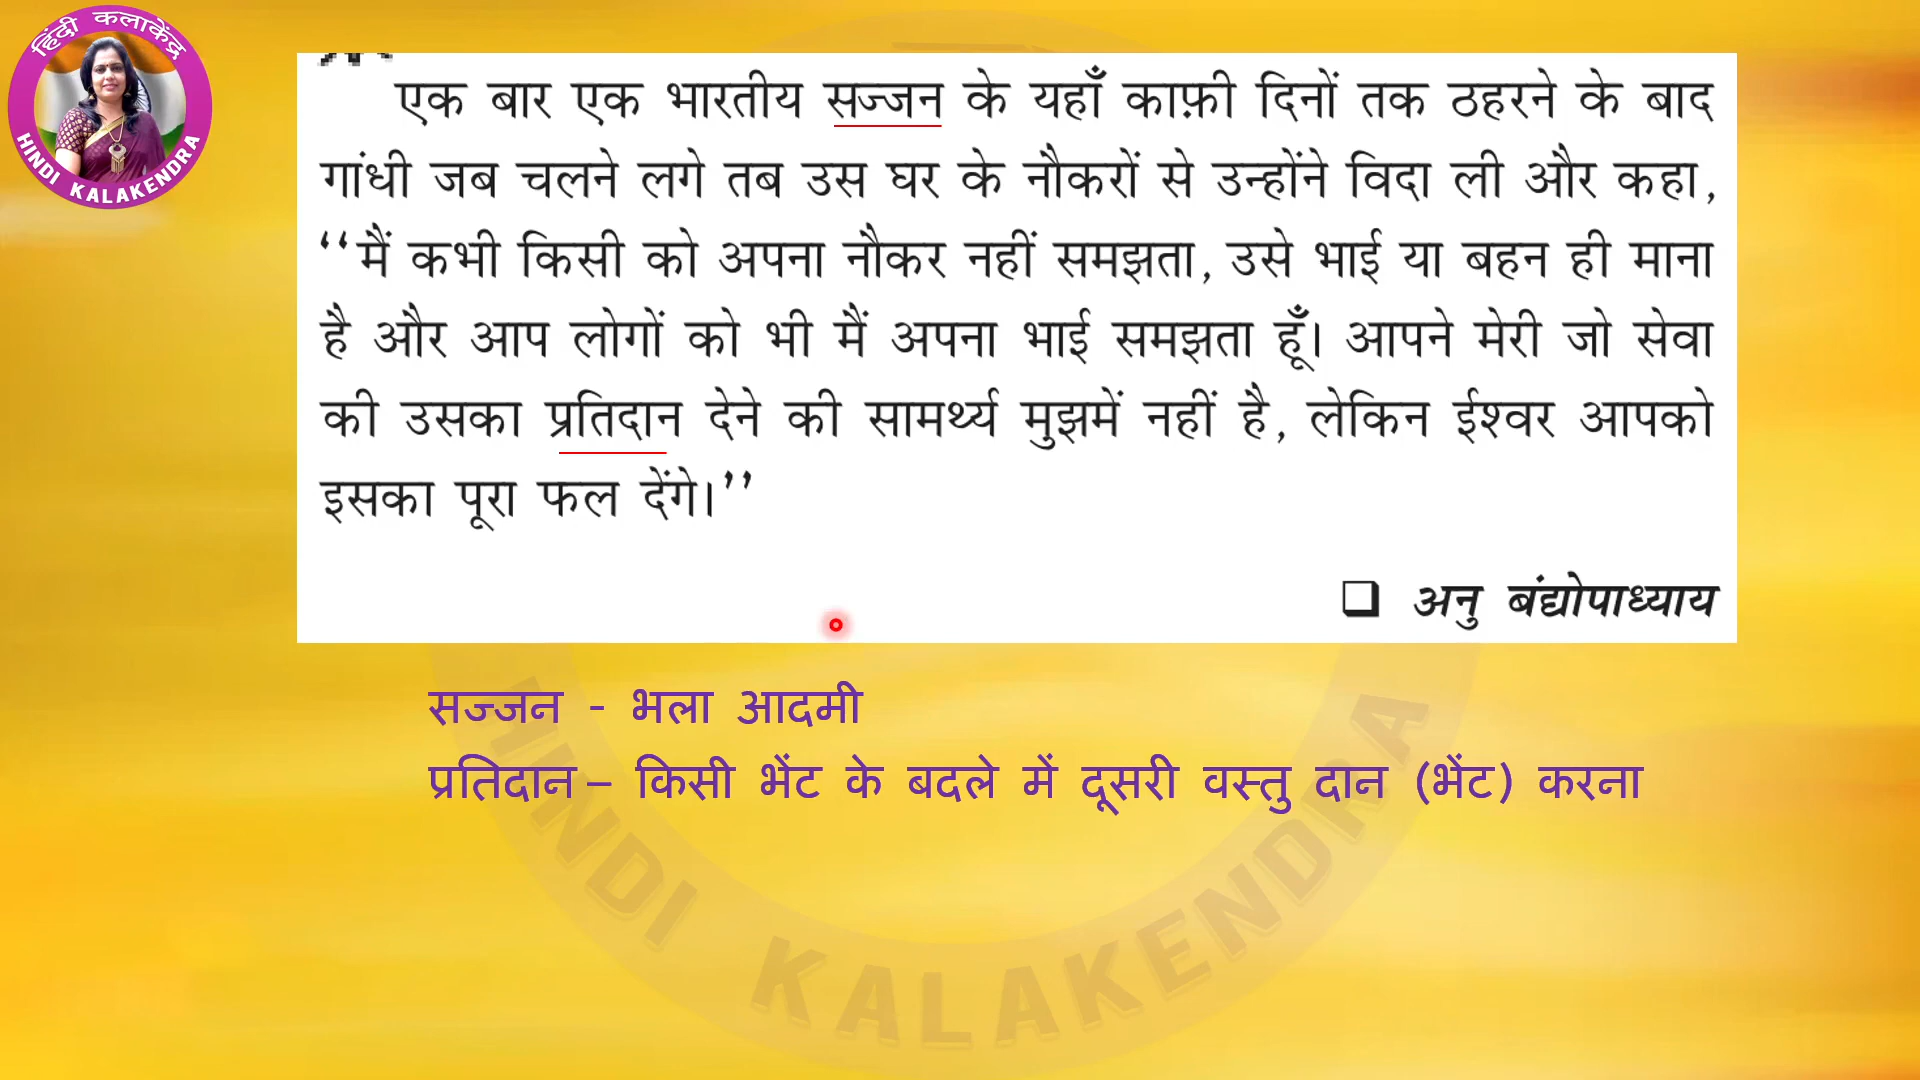 हिंदी कलाकेंद्र
HINDI KALAKENDRA
एक बार एक भारतीय सज्जन के यहाँ काफ़ी दिनों तक ठहरने के बाद
गांधी जब चलने लगे तब उस घर के नौकरों से उन्होंने विदा ली और कहा,
‘‘मैं कभी किसी को अपना नौकर नहीं समझता, उसे भाई या बहन ही माना
है और आप लोगों को भी मैं अपना भाई समझता हूँ। आपने मेरी जो सेवा
की उसका प्रतिदान देने की सामर्थ्य मुझमें नहीं है, लेकिन ईश्वर आपको
इसका पूरा फल देंगे।’’
❑ अनु बंद्योपाध्याय
सज्जन - भला आदमी
प्रतिदान – किसी भेंट के बदले में दूसरी वस्तु दान (भेंट) करना
HINDI KALAKENDRA